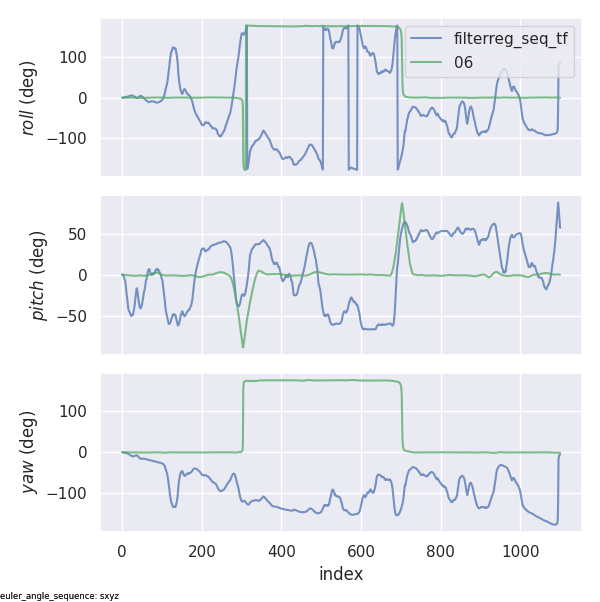 filterreg_seq_tf
06
roll (deg)
100
0
−100
pitch (deg)
50
0
−50
yaw (deg)
100
0
−100
0 200 400 600 800 1000
index
euler_angle_sequence: sxyz